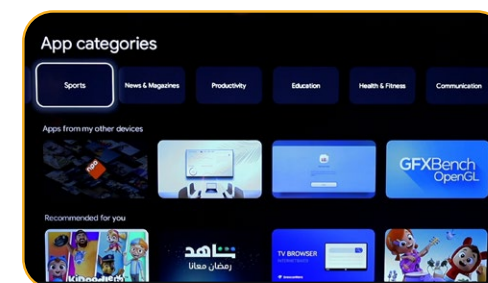 App categories
Sports
News & Magazines
Productivity
Education
Health & Fitness
Communication
Apps from my other devices
GFXBench
OpenGL
Recommended for you
شاهد
رمضان معانا
TV BROWSER